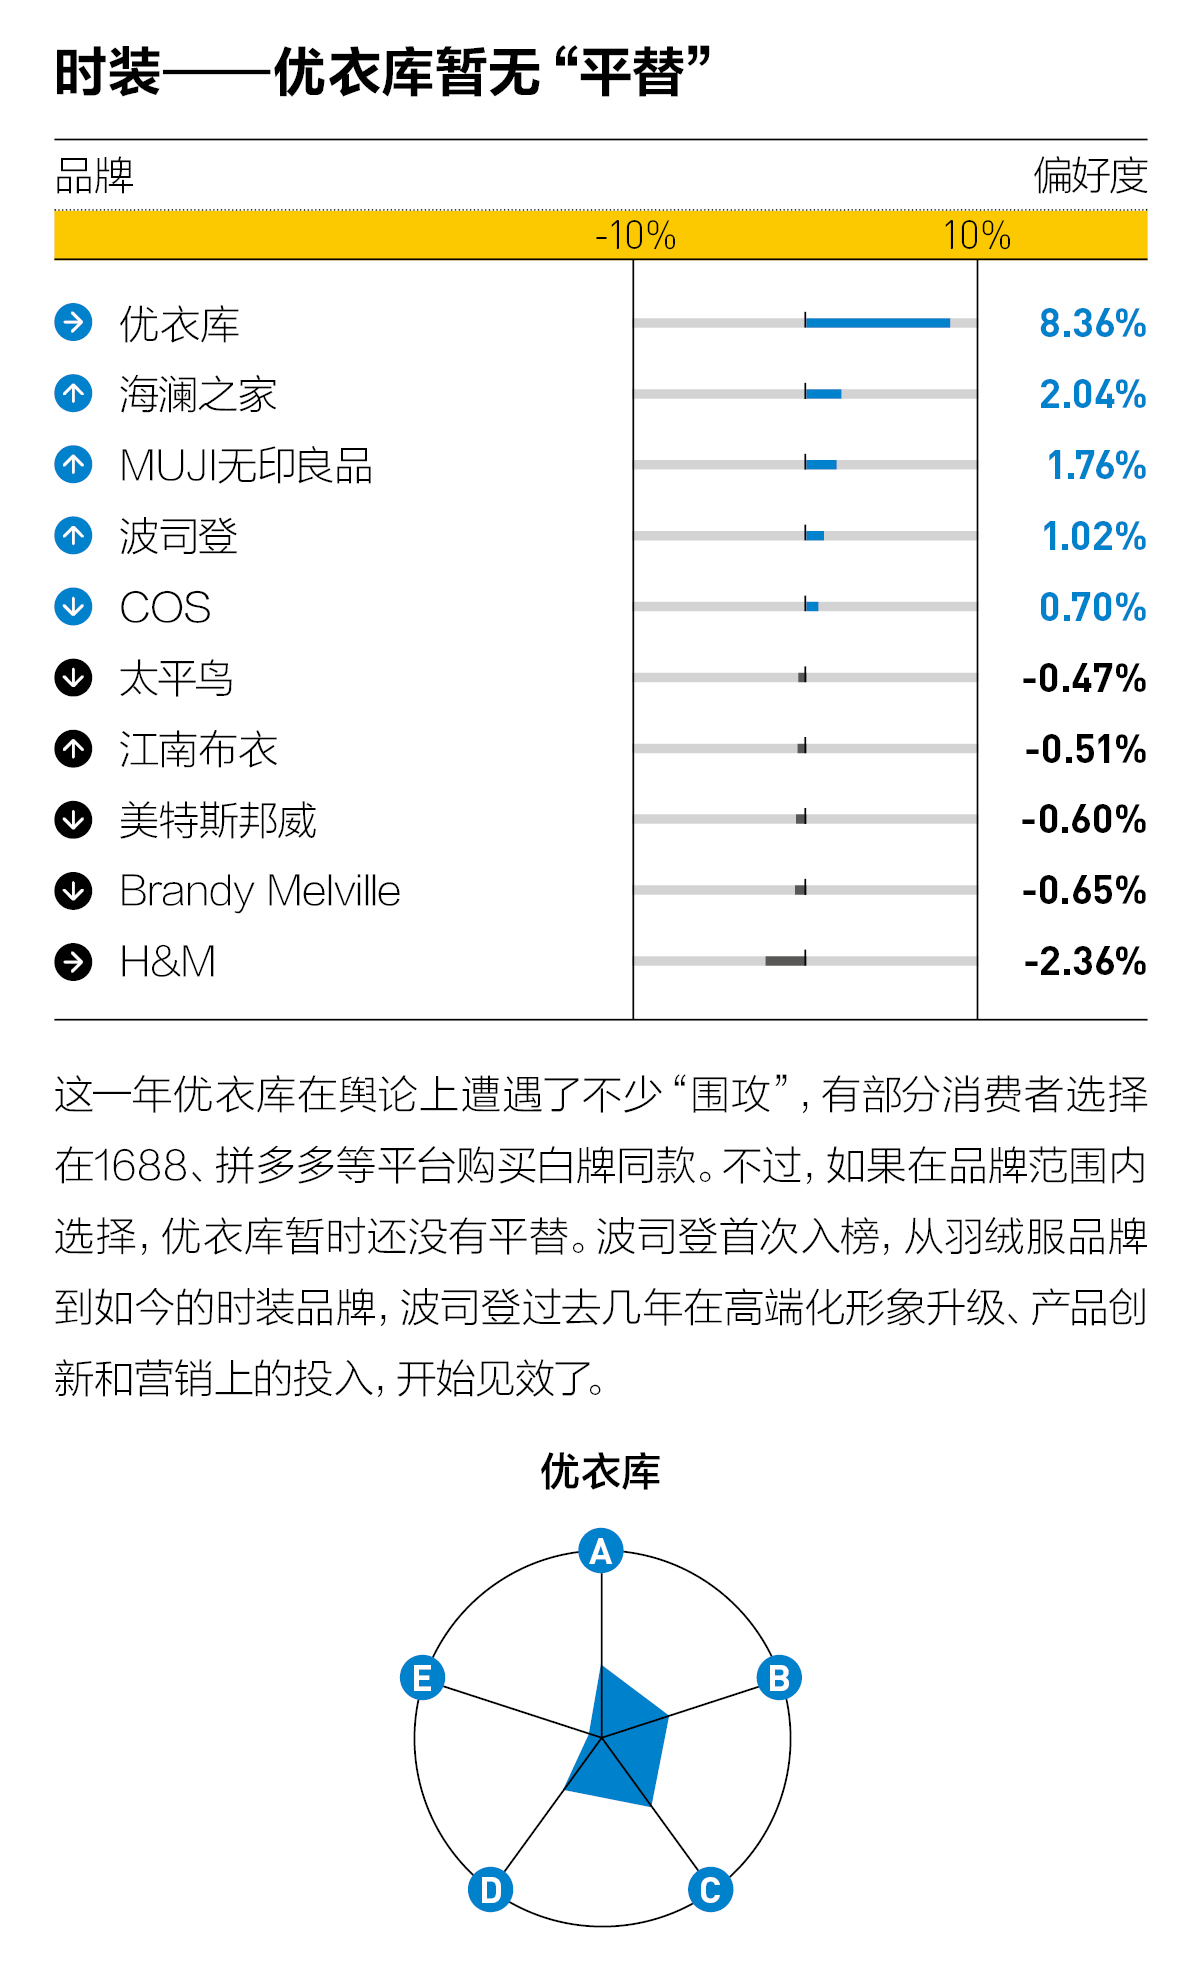 时装——优衣库暂无“平替”
品牌 偏好度
-10% 10%
优衣库 8.36%
海澜之家 2.04%
MUJI无印良品 1.76%
波司登 1.02%
COS 0.70%
太平鸟 -0.47%
江南布衣 -0.51%
美特斯邦威 -0.60%
Brandy Melville -0.65%
H&M -2.36%
这一年优衣库在舆论上遭遇了不少“围攻”，有部分消费者选择
在1688、拼多多等平台购买白牌同款。不过，如果在品牌范围内
选择，优衣库暂时还没有平替。波司登首次入榜，从羽绒服品牌
到如今的时装品牌，波司登过去几年在高端化形象升级、产品创
新和营销上的投入，开始见效了。
优衣库
A
E B
D C